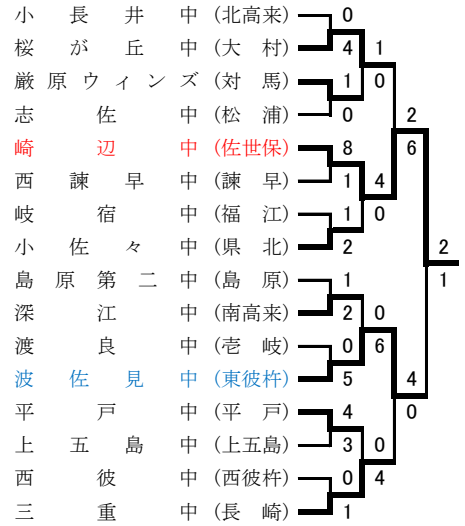 小長井中 (北高来) 0
桜が丘中 (大村) 4 1
厳原ウィンズ (対馬) 1 0
志佐中 (松浦) 0 2
崎辺中 (佐世保) 8 6
西諫早中 (諫早) 1 4
岐宿中 (福江) 1 0
小佐々中 (県北) 2 2
島原第二中 (島原) 1 1
深江中 (南高来) 2 0
渡良中 (壱岐) 0 6
波佐見中 (東彼杵) 5 4
平戸中 (平戸) 4 0
上五島中 (上五島) 3 0
西彼中 (西彼杵) 0 4
三重中 (長崎) 1